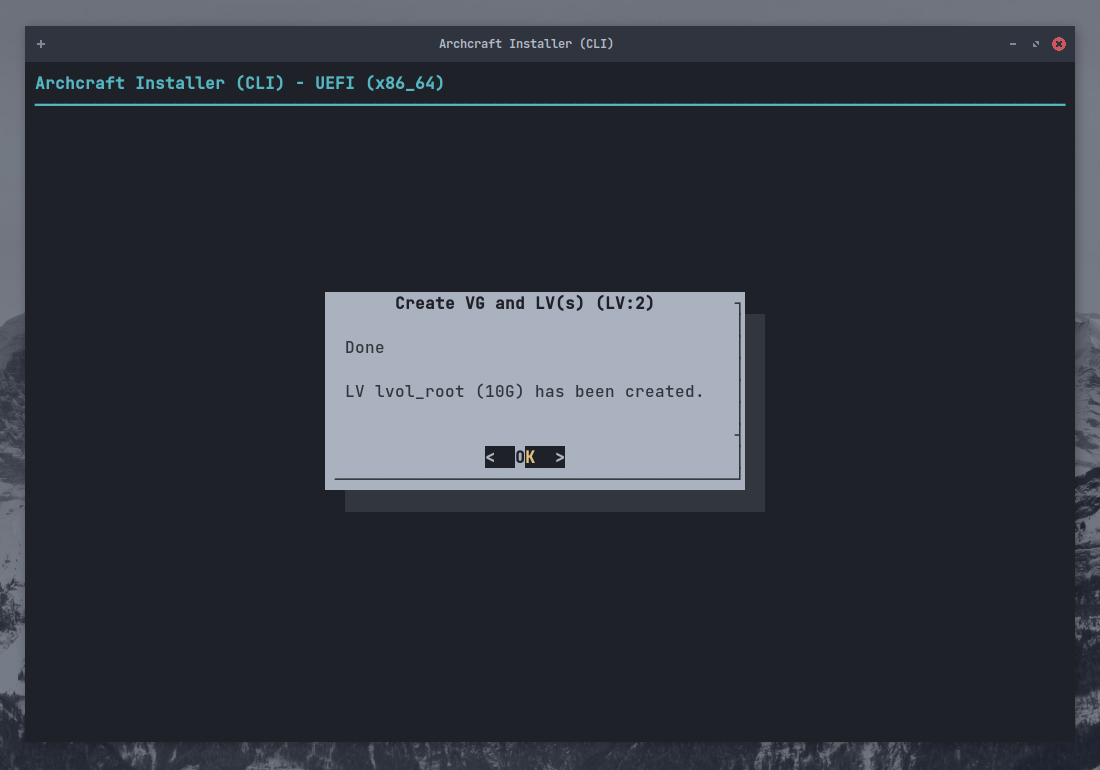 Archcraft Installer (CLI)
Archcraft Installer (CLI) - UEFI (x86_64)
Create VG and LV(s) (LV:2)
Done
LV lvol_root (10G) has been created.
<  OK  >